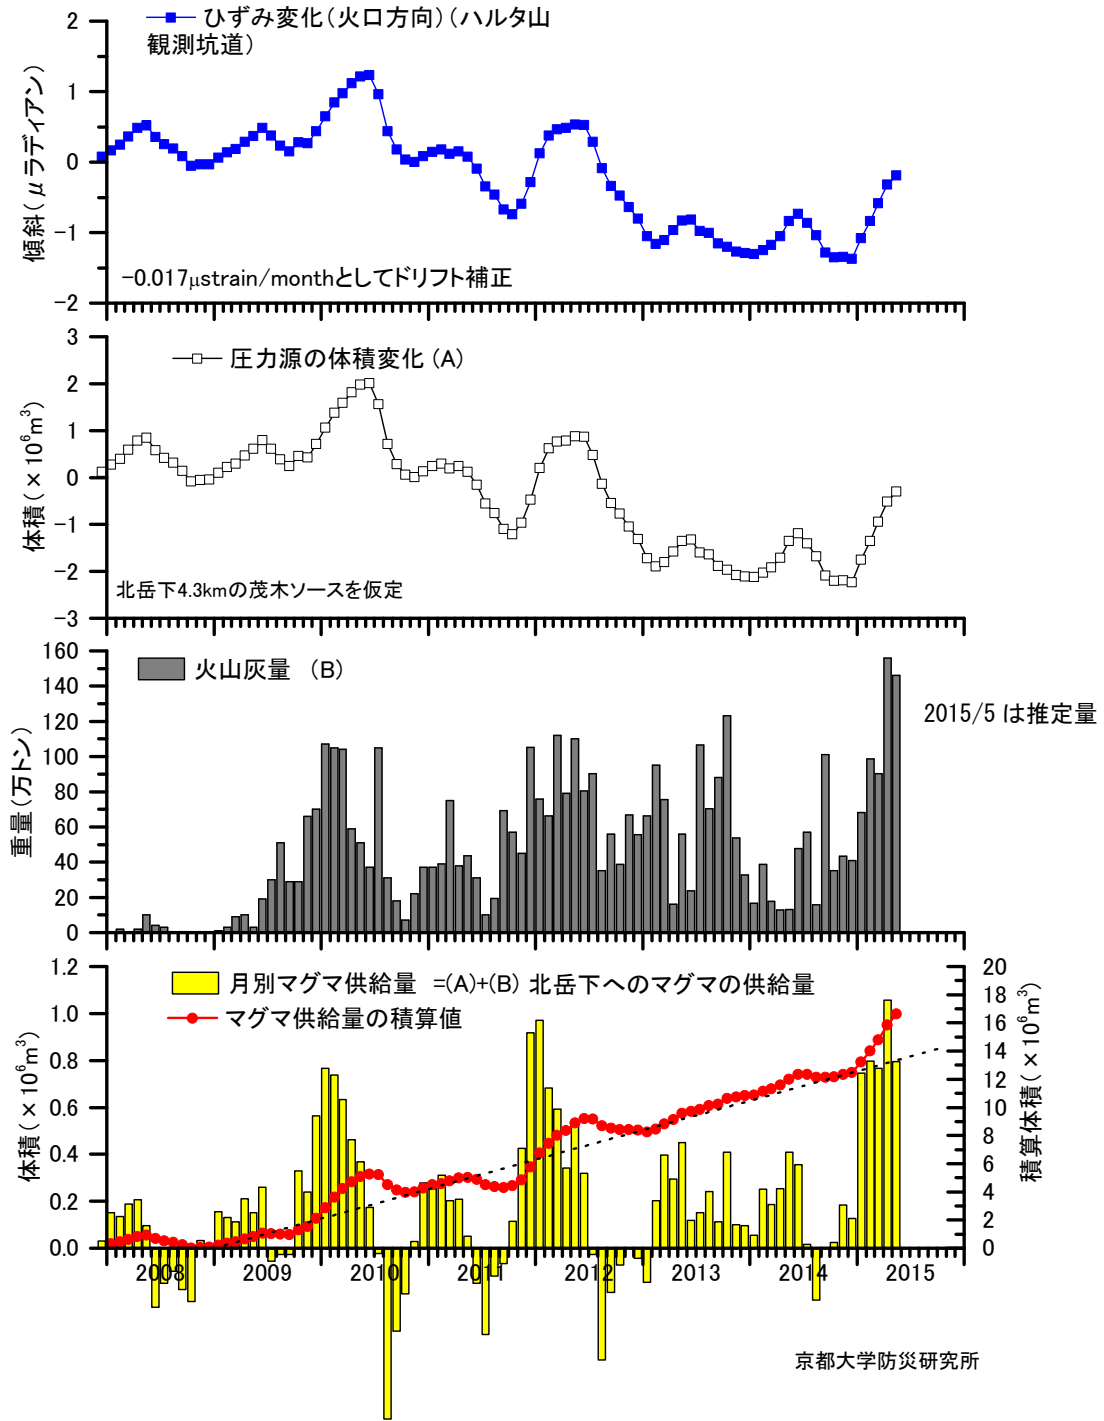 ひずみ変化(火口方向)(ハルタ山
観測坑道)
2
1
0
-1
-2
傾斜(μラディアン)
-0.017μstrain/monthとしてドリフト補正
3
2
1
0
-1
-2
-3
体積(×10⁶m³)
圧力源の体積変化 (A)
北岳下4.3kmの茂木ソースを仮定
160
140
120
100
80
60
40
20
0
重量(万トン)
火山灰量 (B)
2015/5 は推定量
1.2
1.0
0.8
0.6
0.4
0.2
0.0
体積(×10⁶m³)
月別マグマ供給量 =(A)+(B) 北岳下へのマグマの供給量
マグマ供給量の積算値
20
18
16
14
12
10
8
6
4
2
0
積算体積(×10⁶m³)
2008 2009 2010 2011 2012 2013 2014 2015
京都大学防災研究所